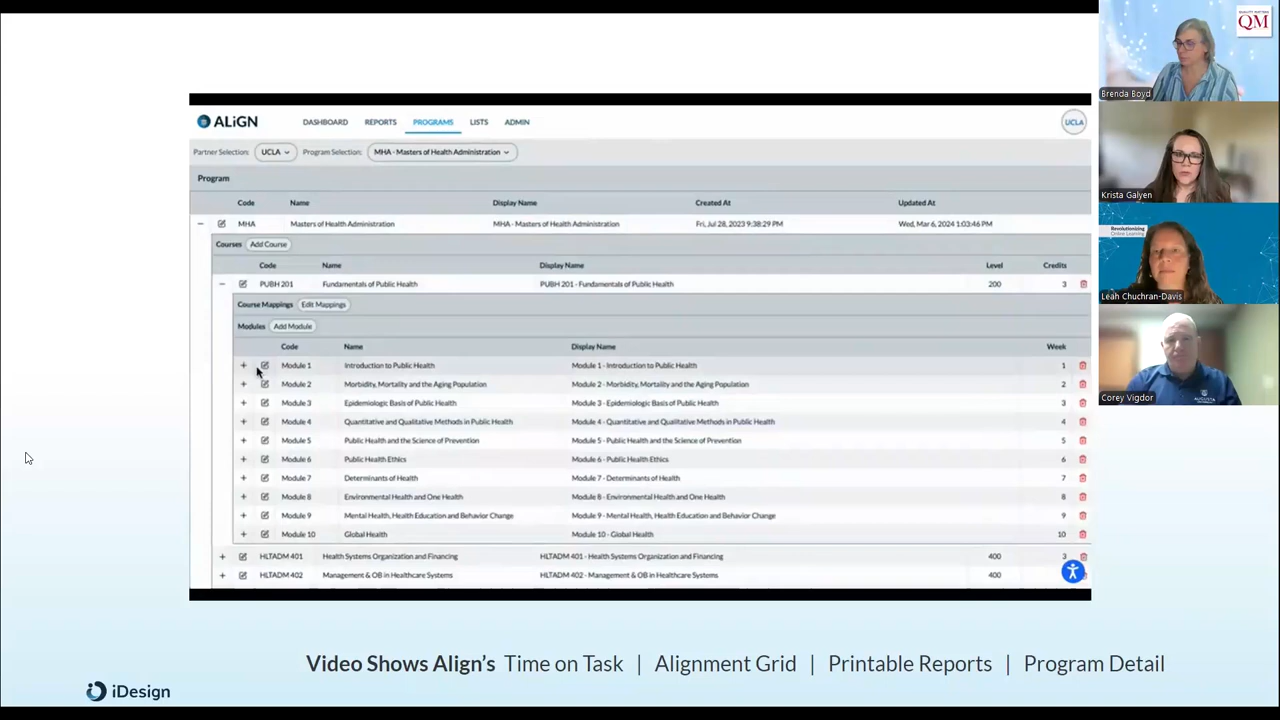 QUALITY MATTERS
QM
Brenda Boyd
Krista Galyen
Revolutionizing
Online Learning
Leah Chuchran-Davis
AUGUSTA
Corey Vigdor
ALiGN DASHBOARD REPORTS PROGRAMS LISTS ADMIN UCLA
Partner Selection: UCLA Program Selection: MHA - Masters of Health Administration
Program
Code Name Display Name Created At Updated At
MHA Masters of Health Administration MHA - Masters of Health Administration Fri, Jul 28, 2023 9:38:29 PM Wed, Mar 6, 2024 1:03:46 PM
Courses Add Course
Code Name Display Name Level Credits
PUBH 201 Fundamentals of Public Health PUBH 201 - Fundamentals of Public Health 200 3
Course Mappings Edit Mappings
Modules Add Module
Code Name Display Name Week
Module 1 Introduction to Public Health Module 1 - Introduction to Public Health 1
Module 2 Morbidity, Mortality and the Aging Population Module 2 - Morbidity, Mortality and the Aging Population 2
Module 3 Epidemiologic Basis of Public Health Module 3 - Epidemiologic Basis of Public Health 3
Module 4 Quantitative and Qualitative Methods in Public Health Module 4 - Quantitative and Qualitative Methods in Public Health 4
Module 5 Public Health and the Science of Prevention Module 5 - Public Health and the Science of Prevention 5
Module 6 Public Health Ethics Module 6 - Public Health Ethics 6
Module 7 Determinants of Health Module 7 - Determinants of Health 7
Module 8 Environmental Health and One Health Module 8 - Environmental Health and One Health 8
Module 9 Mental Health, Health Education and Behavior Change Module 9 - Mental Health, Health Education and Behavior Change 9
Module 10 Global Health Module 10 - Global Health 10
HLTADM 401 Health Systems Organization and Financing HLTADM 401 - Health Systems Organization and Financing 400 3
HLTADM 402 Management & OB in Healthcare Systems HLTADM 402 - Management & OB in Healthcare Systems 400
Video Shows Align's Time on Task | Alignment Grid | Printable Reports | Program Detail
iDesign